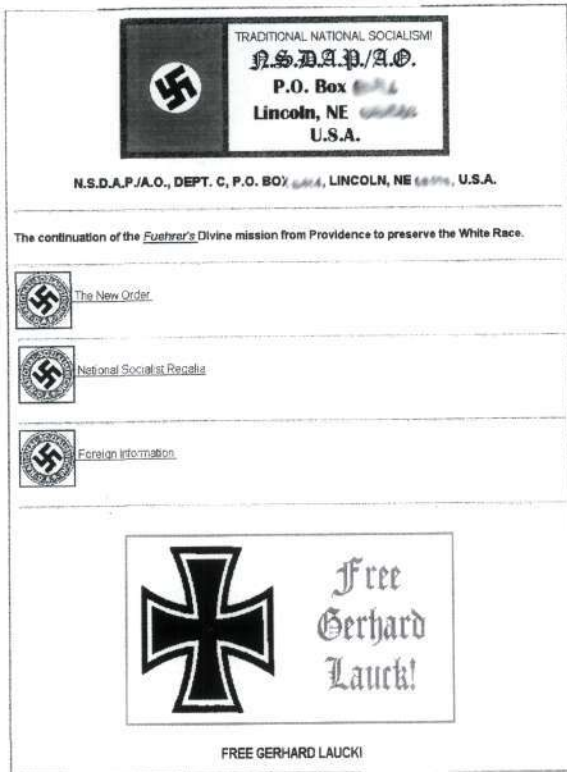 TRADITIONAL NATIONAL SOCIALISM!
N.S.D.A.P./A.O.
P.O. Box
Lincoln, NE
U.S.A.
N.S.D.A.P./A.O., DEPT. C, P.O. BOX , LINCOLN, NE , U.S.A.
The continuation of the Fuehrer's Divine mission from Providence to preserve the White Race.
The New Order
National Socialist Regalia
Foreign Information
Free
Gerhard
Lauck!
FREE GERHARD LAUCK!